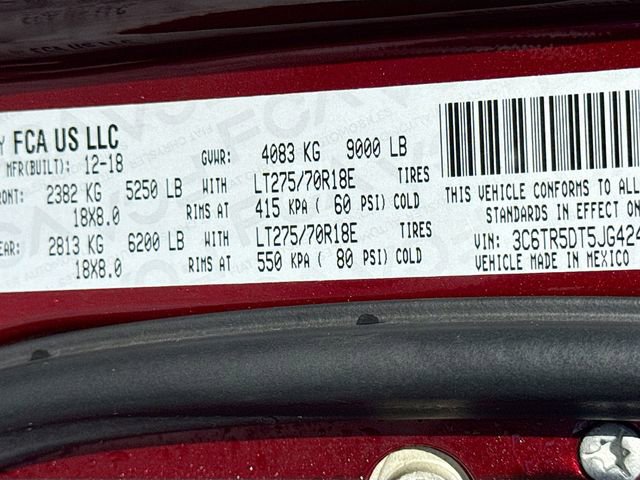 FCA US LLC
MFR(BUILT): 12-18 GVWR: 4083 KG 9000 LB
RONT: 2382 KG 5250 LB WITH LT275/70R18E TIRES
18X8.0 RIMS AT 415 KPA ( 60 PSI) COLD
EAR: 2813 KG 6200 LB WITH LT275/70R18E TIRES
18X8.0 RIMS AT 550 KPA ( 80 PSI) COLD
THIS VEHICLE CONFORMS TO ALL
STANDARDS IN EFFECT ON
VIN: 3C6TR5DT5JG424
VEHICLE MADE IN MEXICO